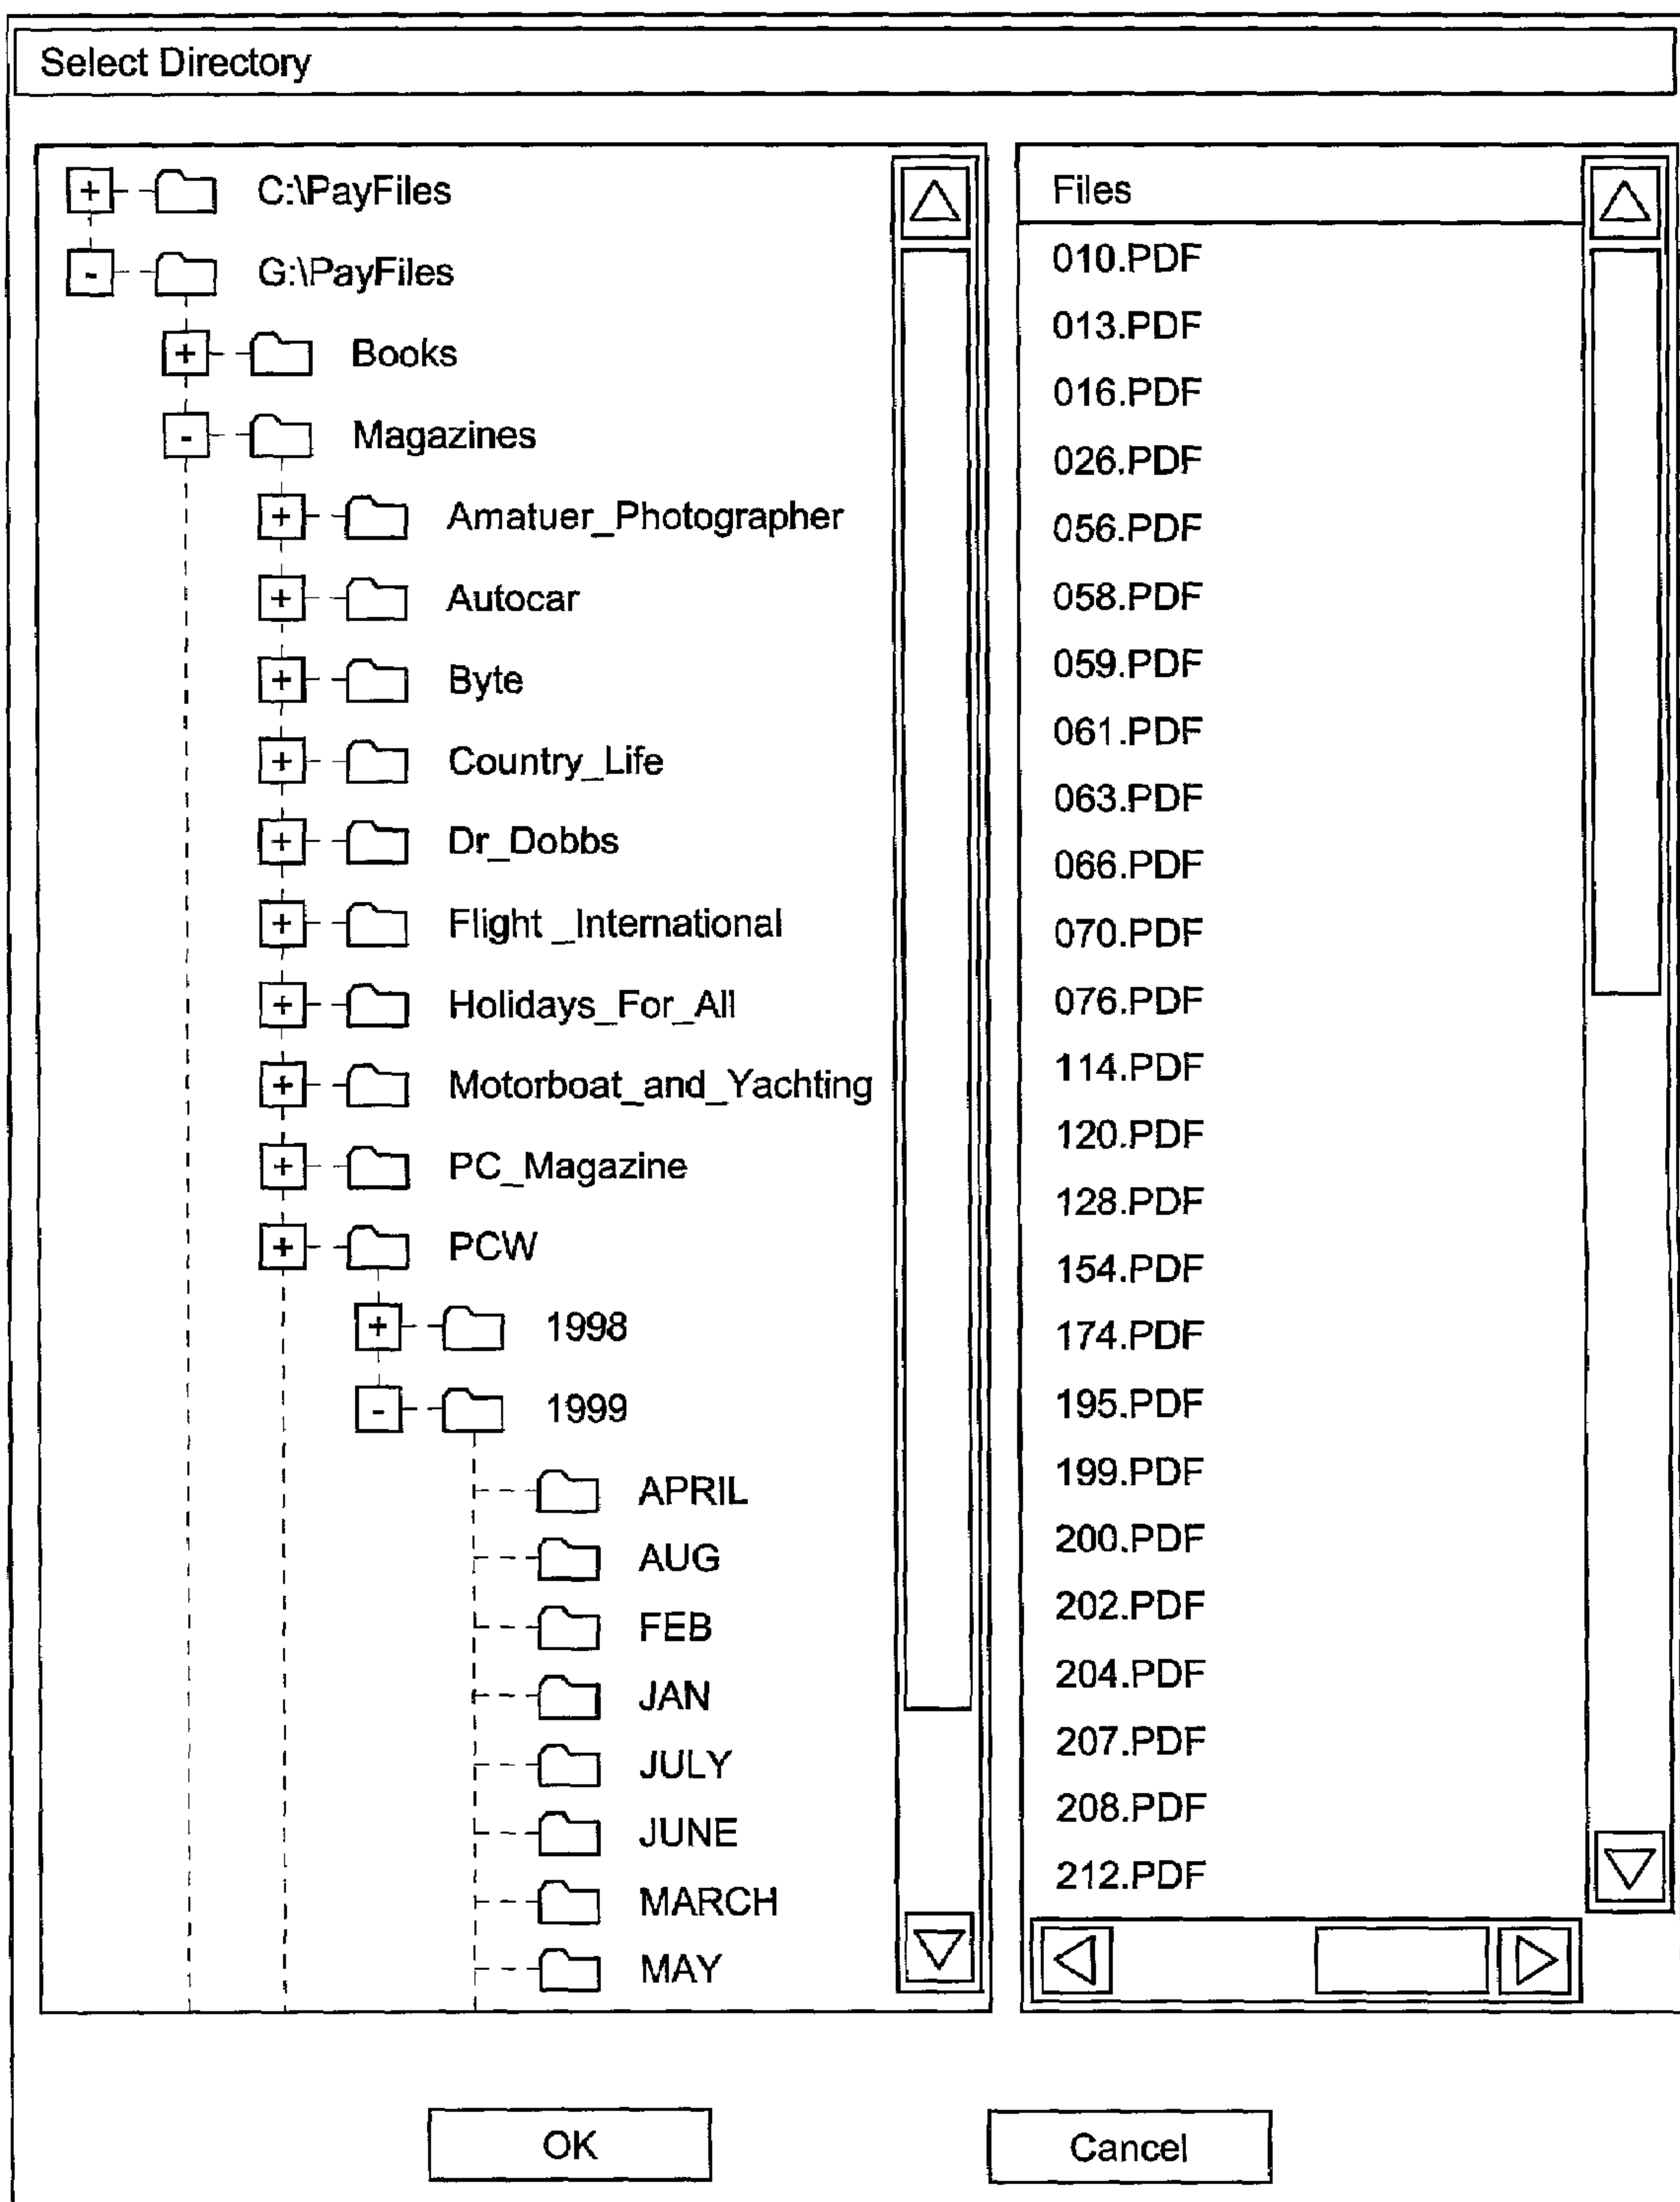 Select Directory
C:\PayFiles
G:\PayFiles
Books
Magazines
Amatuer_Photographer
Autocar
Byte
Country_Life
Dr_Dobbs
Flight _International
Holidays_For_All
Motorboat_and_Yachting
PC_Magazine
PCW
1998
1999
APRIL
AUG
FEB
JAN
JULY
JUNE
MARCH
MAY
Files
010.PDF
013.PDF
016.PDF
026.PDF
056.PDF
058.PDF
059.PDF
061.PDF
063.PDF
066.PDF
070.PDF
076.PDF
114.PDF
120.PDF
128.PDF
154.PDF
174.PDF
195.PDF
199.PDF
200.PDF
202.PDF
204.PDF
207.PDF
208.PDF
212.PDF
OK
Cancel